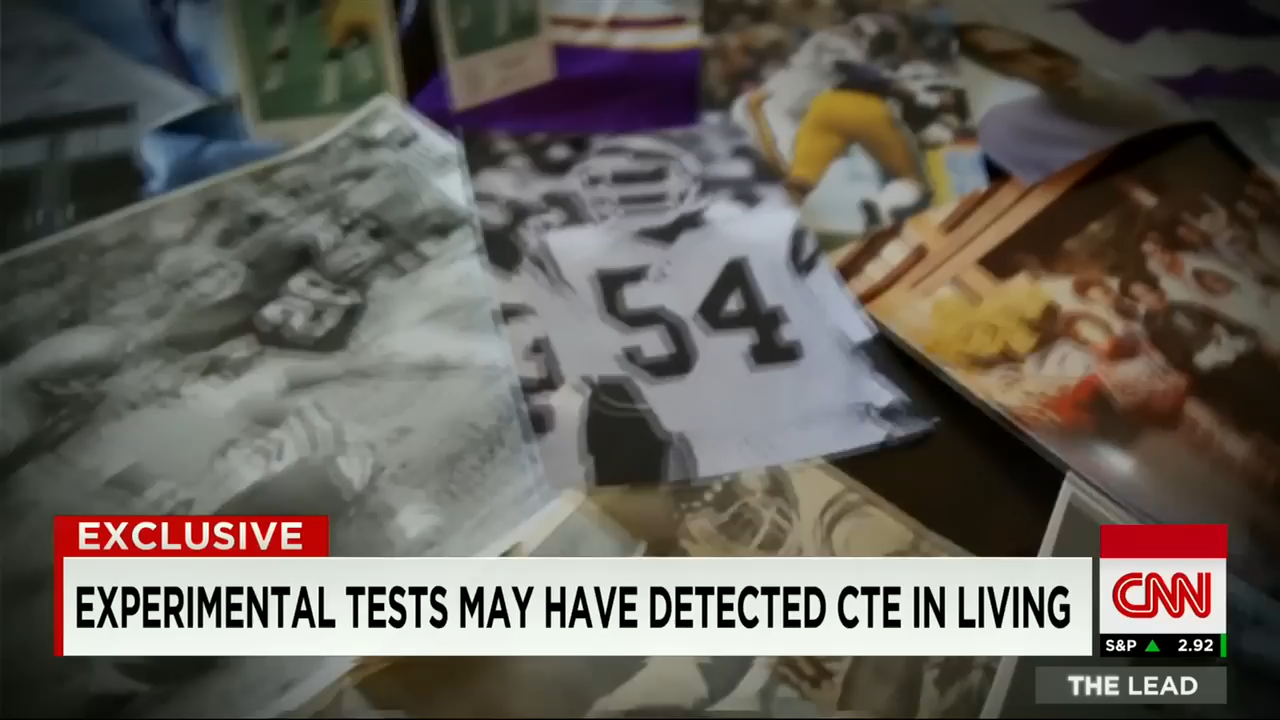 54
EXCLUSIVE
EXPERIMENTAL TESTS MAY HAVE DETECTED CTE IN LIVING
CNN
S&P ▲ 2.92
THE LEAD